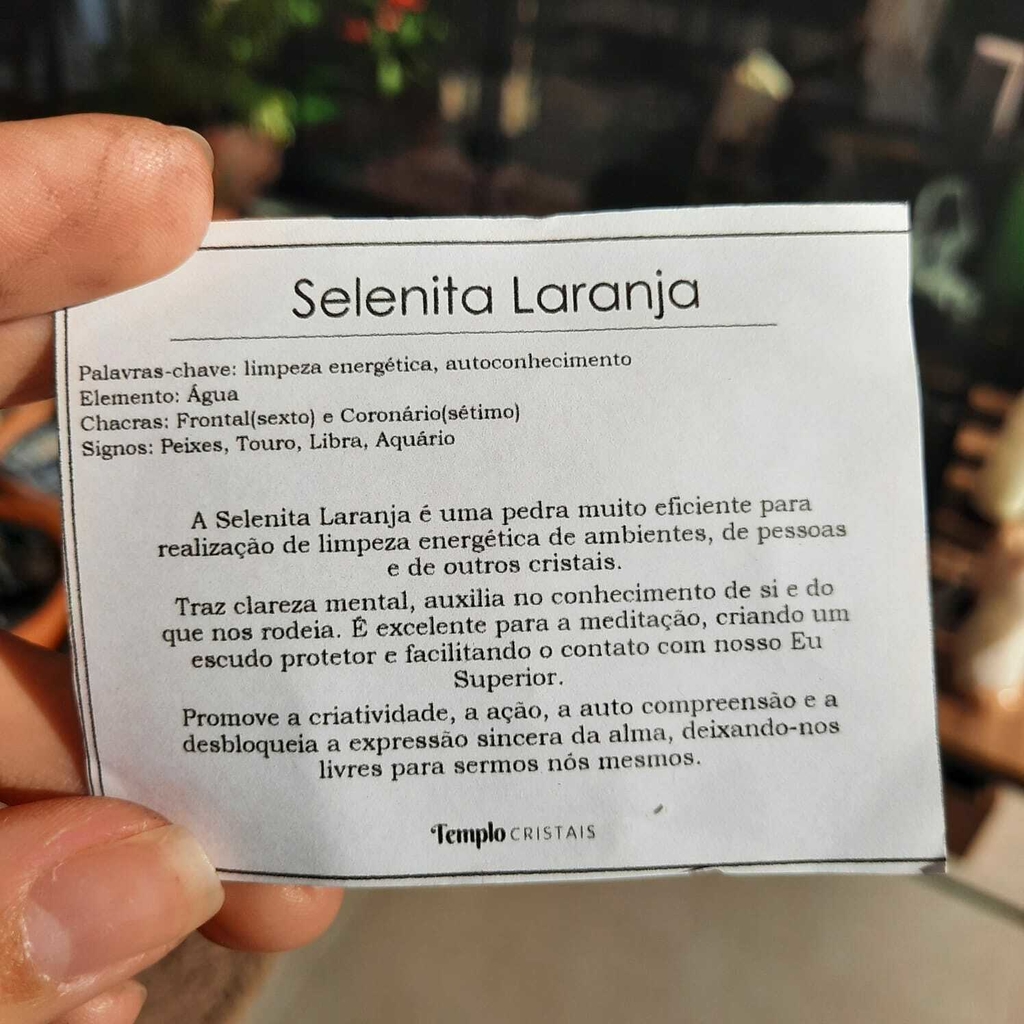 Selenita Laranja
Palavras-chave: limpeza energética, autoconhecimento
Elemento: Água
Chacras: Frontal(sexto) e Coronário(sétimo)
Signos: Peixes, Touro, Libra, Aquário
A Selenita Laranja é uma pedra muito eficiente para
realização de limpeza energética de ambientes, de pessoas
e de outros cristais.
Traz clareza mental, auxilia no conhecimento de si e do
que nos rodeia. É excelente para a meditação, criando um
escudo protetor e facilitando o contato com nosso Eu
Superior.
Promove a criatividade, a ação, a auto compreensão e a
desbloqueia a expressão sincera da alma, deixando-nos
livres para sermos nós mesmos.
Templo CRISTAIS